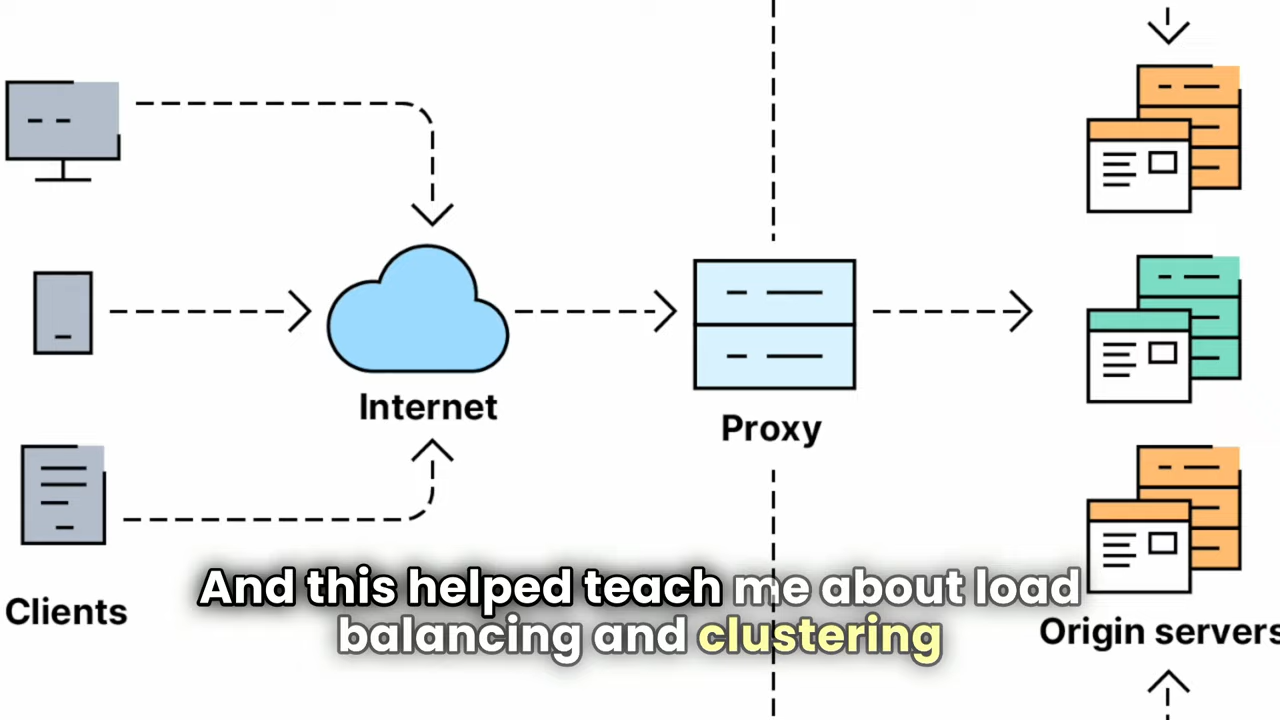 Internet
Proxy
Clients
And this helped teach me about load
balancing and clustering
Origin servers